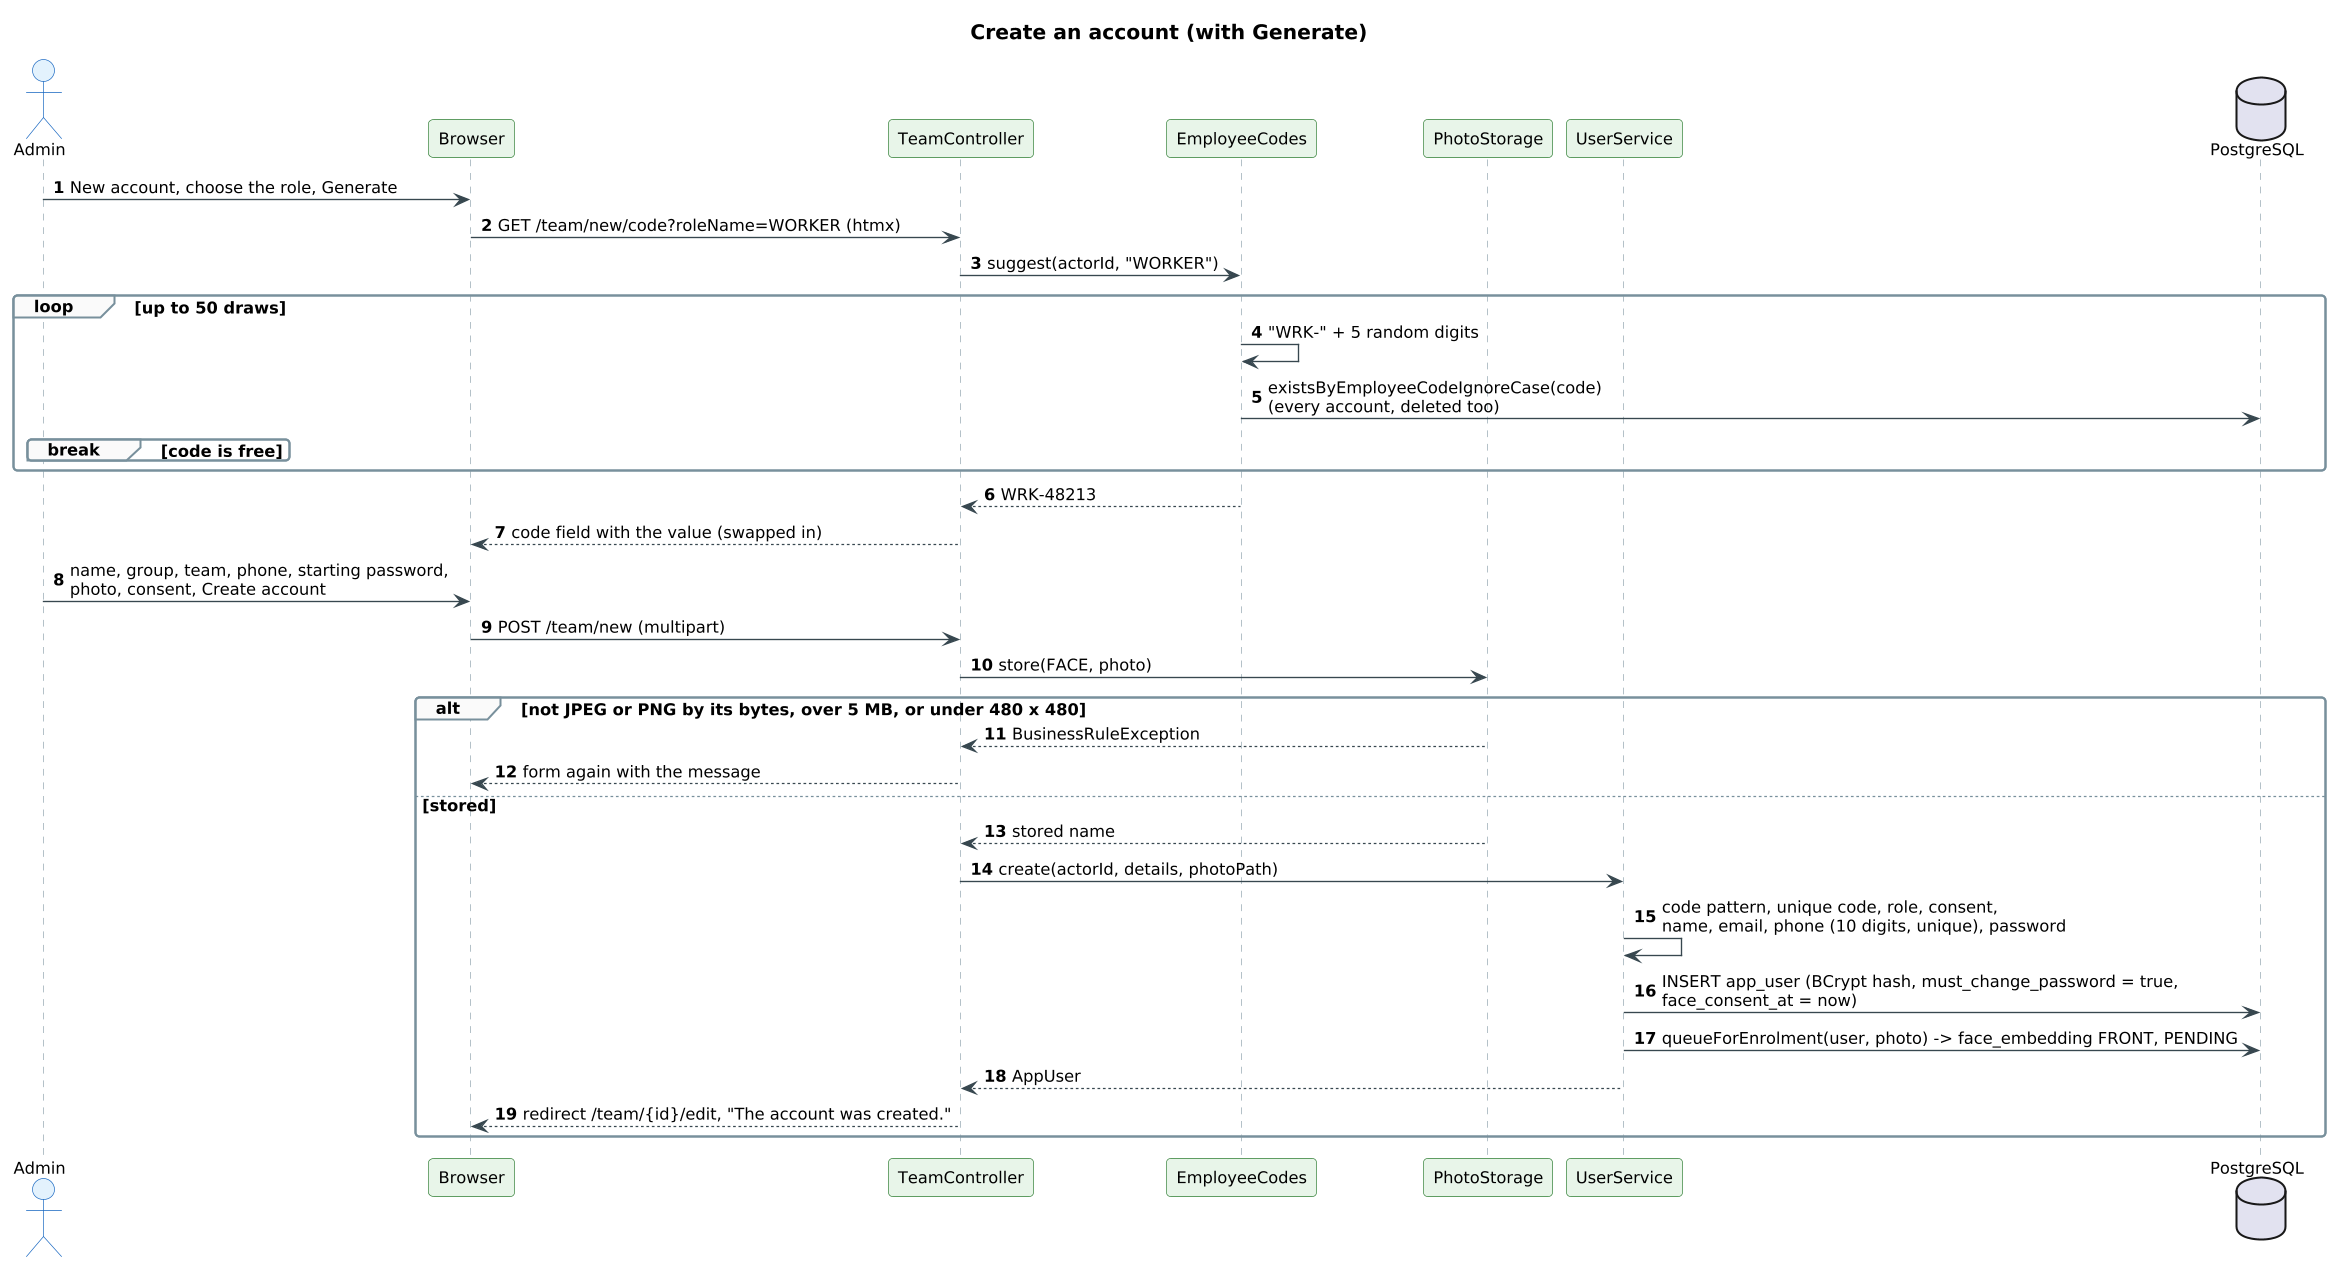 Create an account (with Generate)
Admin
Browser
TeamController
EmployeeCodes
PhotoStorage
UserService
PostgreSQL
1 New account, choose the role, Generate
2 GET /team/new/code?roleName=WORKER (htmx)
3 suggest(actorId, "WORKER")
loop [up to 50 draws]
4 "WRK-" + 5 random digits
5 existsByEmployeeCodeIgnoreCase(code)
(every account, deleted too)
break [code is free]
6 WRK-48213
7 code field with the value (swapped in)
8 name, group, team, phone, starting password,
photo, consent, Create account
9 POST /team/new (multipart)
10 store(FACE, photo)
alt [not JPEG or PNG by its bytes, over 5 MB, or under 480 x 480]
11 BusinessRuleException
12 form again with the message
[stored]
13 stored name
14 create(actorId, details, photoPath)
15 code pattern, unique code, role, consent,
name, email, phone (10 digits, unique), password
16 INSERT app_user (BCrypt hash, must_change_password = true,
face_consent_at = now)
17 queueForEnrolment(user, photo) -> face_embedding FRONT, PENDING
18 AppUser
19 redirect /team/{id}/edit, "The account was created."
Admin
Browser
TeamController
EmployeeCodes
PhotoStorage
UserService
PostgreSQL